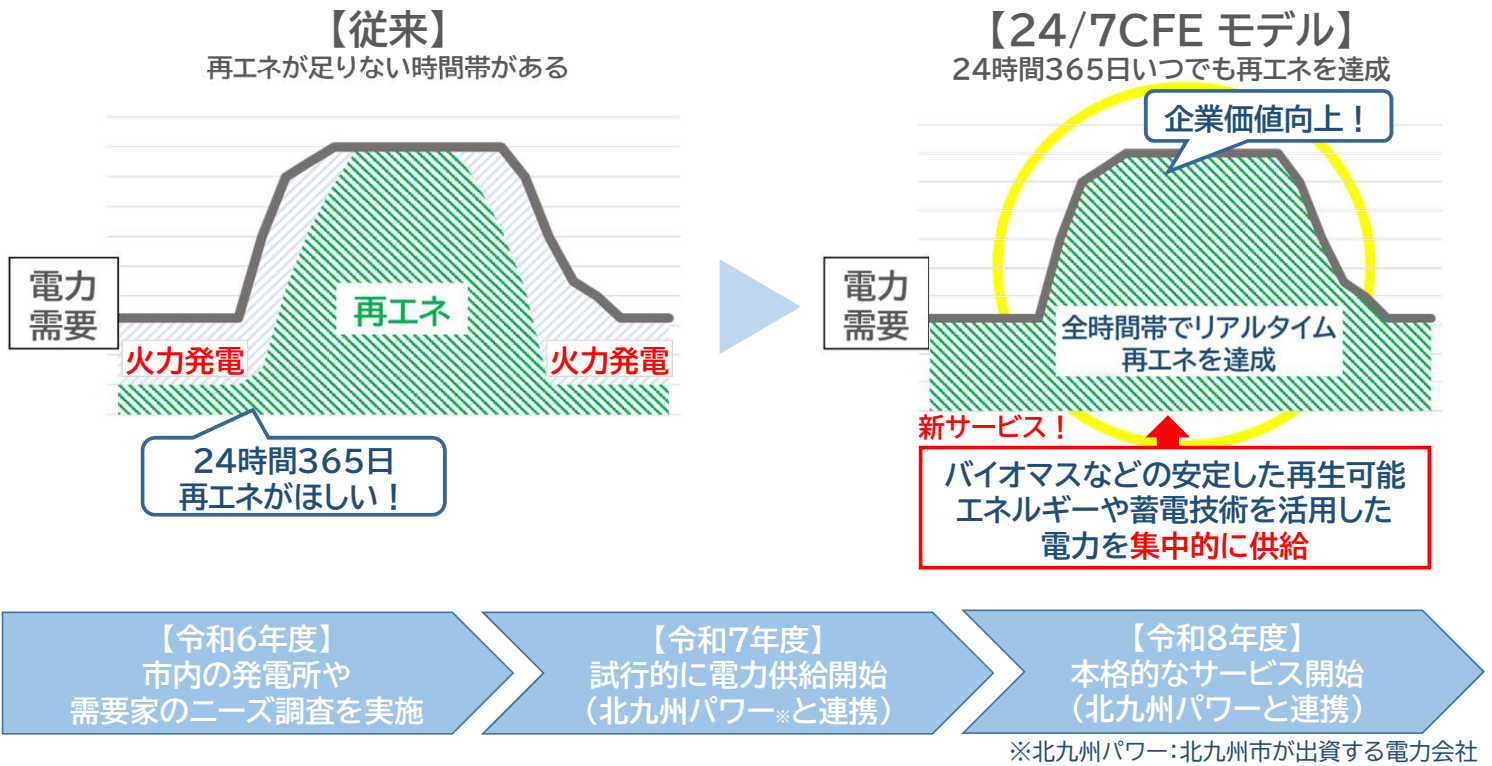 【従来】
再エネが足りない時間帯がある
電力
需要
再エネ
火力発電
火力発電
24時間365日
再エネがほしい！
【24/7CFE モデル】
24時間365日いつでも再エネを達成
企業価値向上！
電力
需要
全時間帯でリアルタイム
再エネを達成
新サービス！
バイオマスなどの安定した再生可能
エネルギーや蓄電技術を活用した
電力を集中的に供給
【令和6年度】
市内の発電所や
需要家のニーズ調査を実施
【令和7年度】
試行的に電力供給開始
（北九州パワー※と連携）
【令和8年度】
本格的なサービス開始
（北九州パワーと連携）
※北九州パワー：北九州市が出資する電力会社